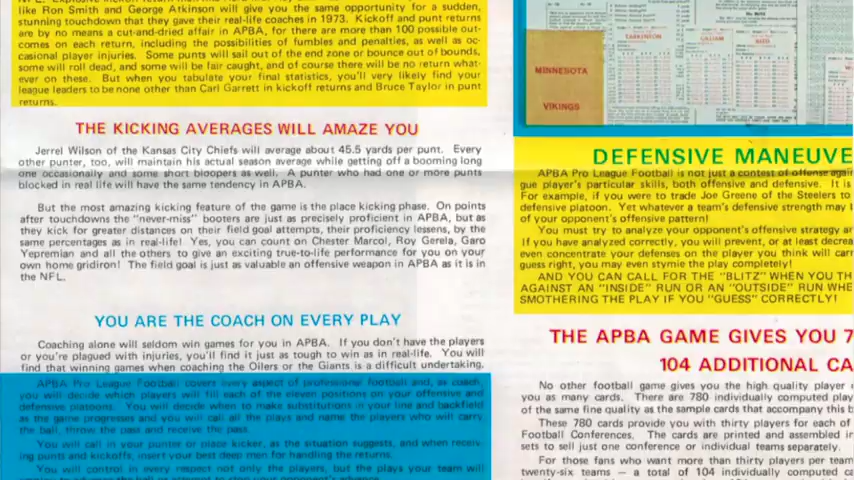 like Ron Smith and George Atkinson will give you the same opportunity for a sudden,
stunning touchdown that they gave their real-life coaches in 1973. Kickoff and punt returns
are by no means a cut-and-dried affair in APBA, for there are more than 100 possible out-
comes on each return, including the possibilities of fumbles and penalties, as well as oc-
casional player injuries. Some punts will sail out of the end zone or bounce out of bounds,
some will roll dead, and some will be fair caught, and of course there will be no return what-
ever on these. But when you tabulate your final statistics, you'll very likely find your
league leaders to be none other than Carl Garrett in kickoff returns and Bruce Taylor in punt
returns.
THE KICKING AVERAGES WILL AMAZE YOU
Jerrel Wilson of the Kansas City Chiefs will average about 45.5 yards per punt. Every
other punter, too, will maintain his actual season average while getting off a booming long
one occasionally and some short bloopers as well. A punter who had one or more punts
blocked in real life will have the same tendency in APBA.
But the most amazing kicking feature of the game is the place kicking phase. On points
after touchdowns the "never-miss" booters are just as precisely proficient in APBA, but as
they kick for greater distances on their field goal attempts, their proficiency lessens, by the
same percentages as in real-life! Yes, you can count on Chester Marcol, Roy Gerela, Garo
Yepremian and all the others to give an exciting true-to-life performance for you on your
own home gridiron! The field goal is just as valuable an offensive weapon in APBA as it is in
the NFL.
YOU ARE THE COACH ON EVERY PLAY
Coaching alone will seldom win games for you in APBA. If you don't have the players
or you're plagued with injuries, you'll find it just as tough to win as in real-life. You will
find that winning games when coaching the Oilers or the Giants is a difficult undertaking.
APBA Pro League Football covers every aspect of professional football and, as coach,
you will decide which players will fill each of the eleven positions on your offensive and
defensive platoons. You will decide when to make substitutions in your line and backfield
as the game progresses and you will call all the plays and name the players who will carry
the ball, throw the pass and receive the pass.
You will call in your punter or place kicker, as the situation suggests, and when receiv-
ing punts and kickoffs, insert your best deep men for handling the returns.
You will control in every respect not only the players, but the plays your team will
MINNESOTA
VIKINGS
TARKENTON
GILLIAM
DEFENSIVE MANEUVE
APBA Pro League Football is not just a contest of offense again
gue player's particular skills, both offensive and defensive. It is
For example, if you were to trade Joe Greene of the Steelers to
defensive platoon. Yet whatever a team's defensive strength may
of your opponent's offensive pattern!
You must try to analyze your opponent's offensive strategy an
If you have analyzed correctly, you will prevent, or at least decrea
even concentrate your defenses on the player you think will carr
guess right, you may even stymie the play completely!
AND YOU CAN CALL FOR THE "BLITZ" WHEN YOU TH
AGAINST AN "INSIDE" RUN OR AN "OUTSIDE" RUN WHE
SMOTHERING THE PLAY IF YOU "GUESS" CORRECTLY!
THE APBA GAME GIVES YOU 7
104 ADDITIONAL CA
No other football game gives you the high quality player
you as many cards. There are 780 individually computed play
of the same fine quality as the sample cards that accompany this b
These 780 cards provide you with thirty players for each of
Football Conferences. The cards are printed and assembled in
sets to sell just one conference or individual teams separately.
For those fans who want more than thirty players per team
twenty-six teams – a total of 104 individually computed ca